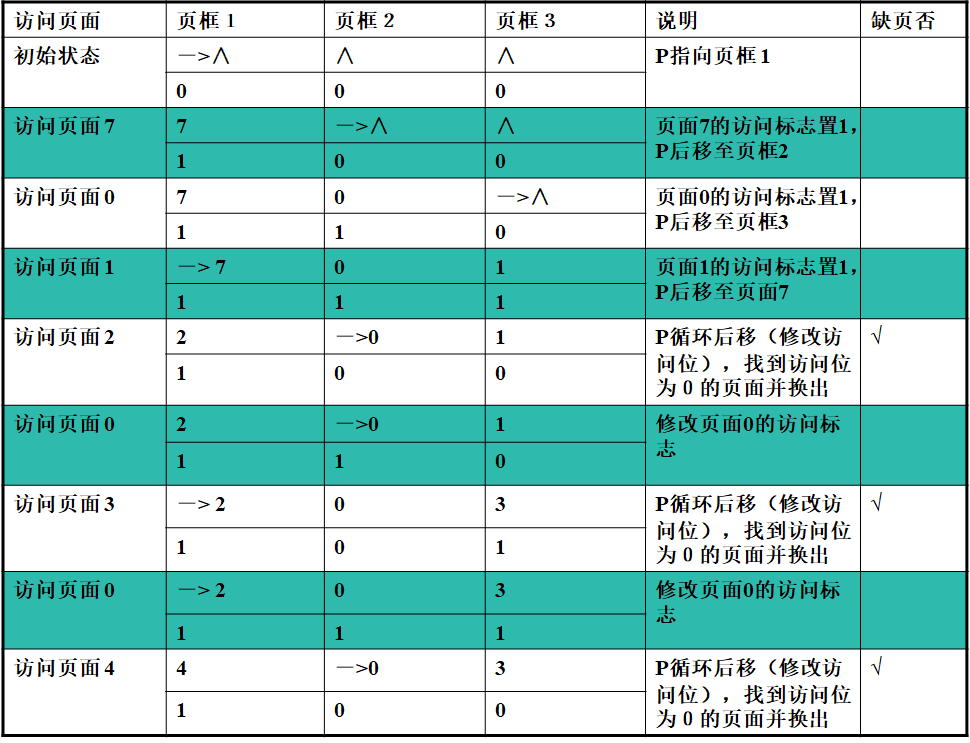 访问页面 页框 1 页框 2 页框 3 说明 缺页否
初始状态 —>∧ ∧ ∧ P指向页框 1
0 0 0
访问页面 7 7 —>∧ ∧ 页面7的访问标志置1，
P后移至页框2
1 0 0
访问页面 0 7 0 —>∧ 页面0的访问标志置1，
P后移至页框3
1 1 0
访问页面 1 —> 7 0 1 页面1的访问标志置1，
P后移至页面7
1 1 1
访问页面 2 2 —>0 1 P循环后移（修改访 √
问位），找到访问位
1 0 0
为 0 的页面并换出
访问页面 0 2 —>0 1 修改页面0的访问标
志
1 1 0
访问页面 3 —> 2 0 3 P循环后移（修改访 √
问位），找到访问位
1 0 1
为 0 的页面并换出
访问页面 0 —> 2 0 3 修改页面0的访问标
志
1 1 1
访问页面 4 4 —>0 3 P循环后移（修改访 √
问位），找到访问位
1 0 0
为 0 的页面并换出